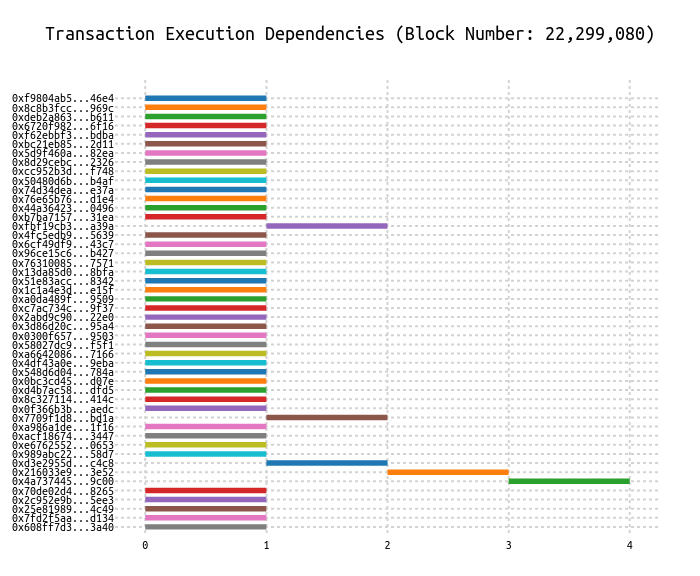 Transaction Execution Dependencies (Block Number: 22,299,080)
0xf9804ab5...46e4
0x8c8b3fcc...969c
0xdeb2a863...b611
0x6720f982...6f16
0xf62ebbf3...bdba
0xbc21eb85...2d11
0x5d9f460a...82ea
0x8d29cebc...2326
0xcc952b3d...f748
0x50480d6b...b4af
0x74d34dea...e37a
0x76e65b76...d1e4
0x44a36423...0496
0xb7ba7157...31ea
0xfbf19cb3...a39a
0x4fc5edb9...5639
0x6cf49df9...43c7
0x96ce15c6...b427
0x76310085...7571
0x13da85d0...8bfa
0x51e83acc...8342
0x1c1a4e3d...e15f
0xa0da489f...9509
0xc7ac734c...9f37
0x2abd9c90...22e0
0x3d86d20c...95a4
0x0300f657...9503
0x58027dc9...f5f1
0xa6642086...7166
0x4df43a0e...9eba
0x548d6d04...784a
0x0bc3cd45...d07e
0xd4b7ac58...dfd5
0x8c327114...414c
0x0f366b3b...aedc
0x7709f1d8...bd1a
0xa986a1de...1f16
0xacf18674...3447
0xe6762552...0653
0x989abc22...58d7
0xd3e2955d...c4c8
0x216033e9...3e52
0x4a737445...9c00
0x70de02d4...8265
0x2c952e9b...5ee3
0x25e81989...4c49
0x7fd2f5aa...d134
0x608ff7d3...3a40
0 1 2 3 4